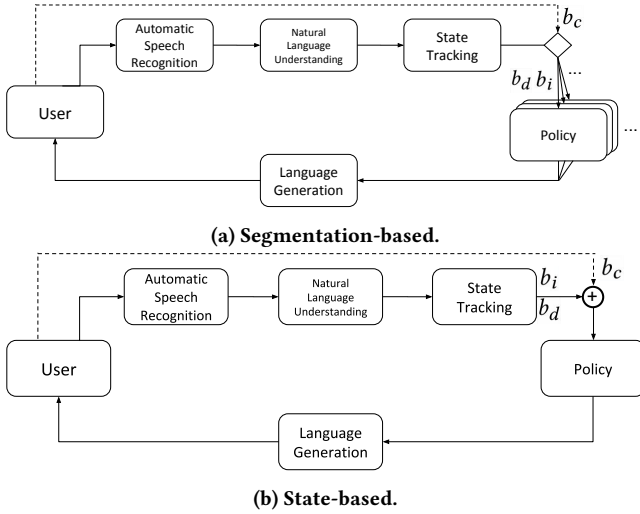 Automatic
Speech
Recognition
Natural
Language
Understanding
State
Tracking
b_c
b_d b_i
...
User
Policy
...
Language
Generation
(a) Segmentation-based.
Automatic
Speech
Recognition
Natural
Language
Understanding
State
Tracking
b_i
b_d
b_c
+
User
Policy
Language
Generation
(b) State-based.